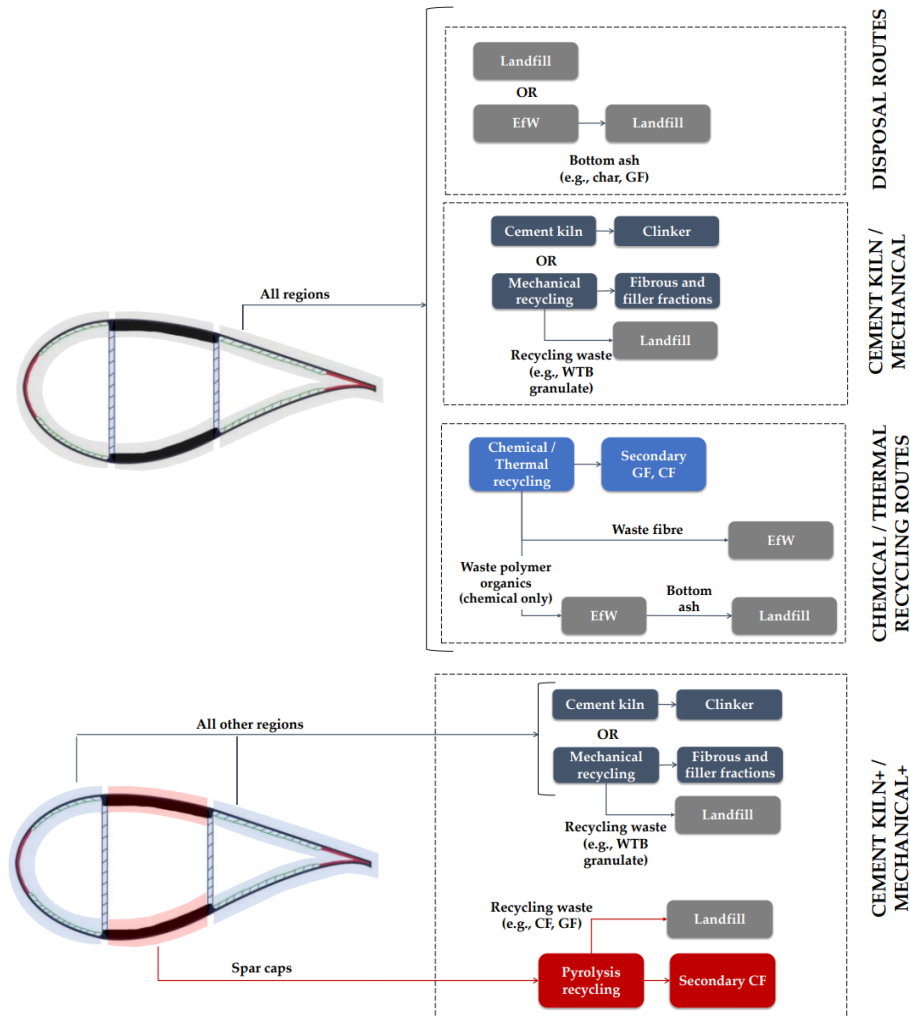 Landfill
OR
EfW
Landfill
Bottom ash
(e.g., char, GF)
DISPOSAL ROUTES
All regions
Cement kiln
Clinker
OR
Mechanical
recycling
Fibrous and
filler fractions
Landfill
Recycling waste
(e.g., WTB
granulate)
CEMENT KILN /
MECHANICAL
Chemical /
Thermal
recycling
Secondary
GF, CF
Waste fibre
EfW
Waste polymer
organics
(chemical only)
EfW
Bottom
ash
Landfill
CHEMICAL / THERMAL
RECYCLING ROUTES
All other regions
Cement kiln
Clinker
OR
Mechanical
recycling
Fibrous and
filler fractions
Landfill
Recycling waste
(e.g., WTB
granulate)
Recycling waste
(e.g., CF, GF)
Landfill
Spar caps
Pyrolysis
recycling
Secondary CF
CEMENT KILN+ /
MECHANICAL+